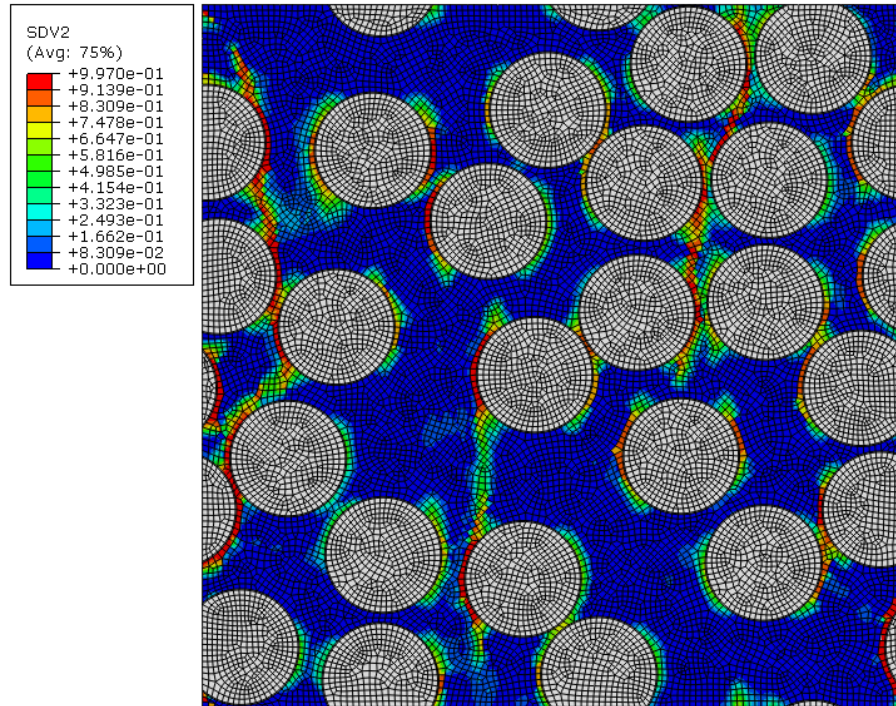 SDV2
(Avg: 75%)
+9.970e-01
+9.139e-01
+8.309e-01
+7.478e-01
+6.647e-01
+5.816e-01
+4.985e-01
+4.154e-01
+3.323e-01
+2.493e-01
+1.662e-01
+8.309e-02
+0.000e+00